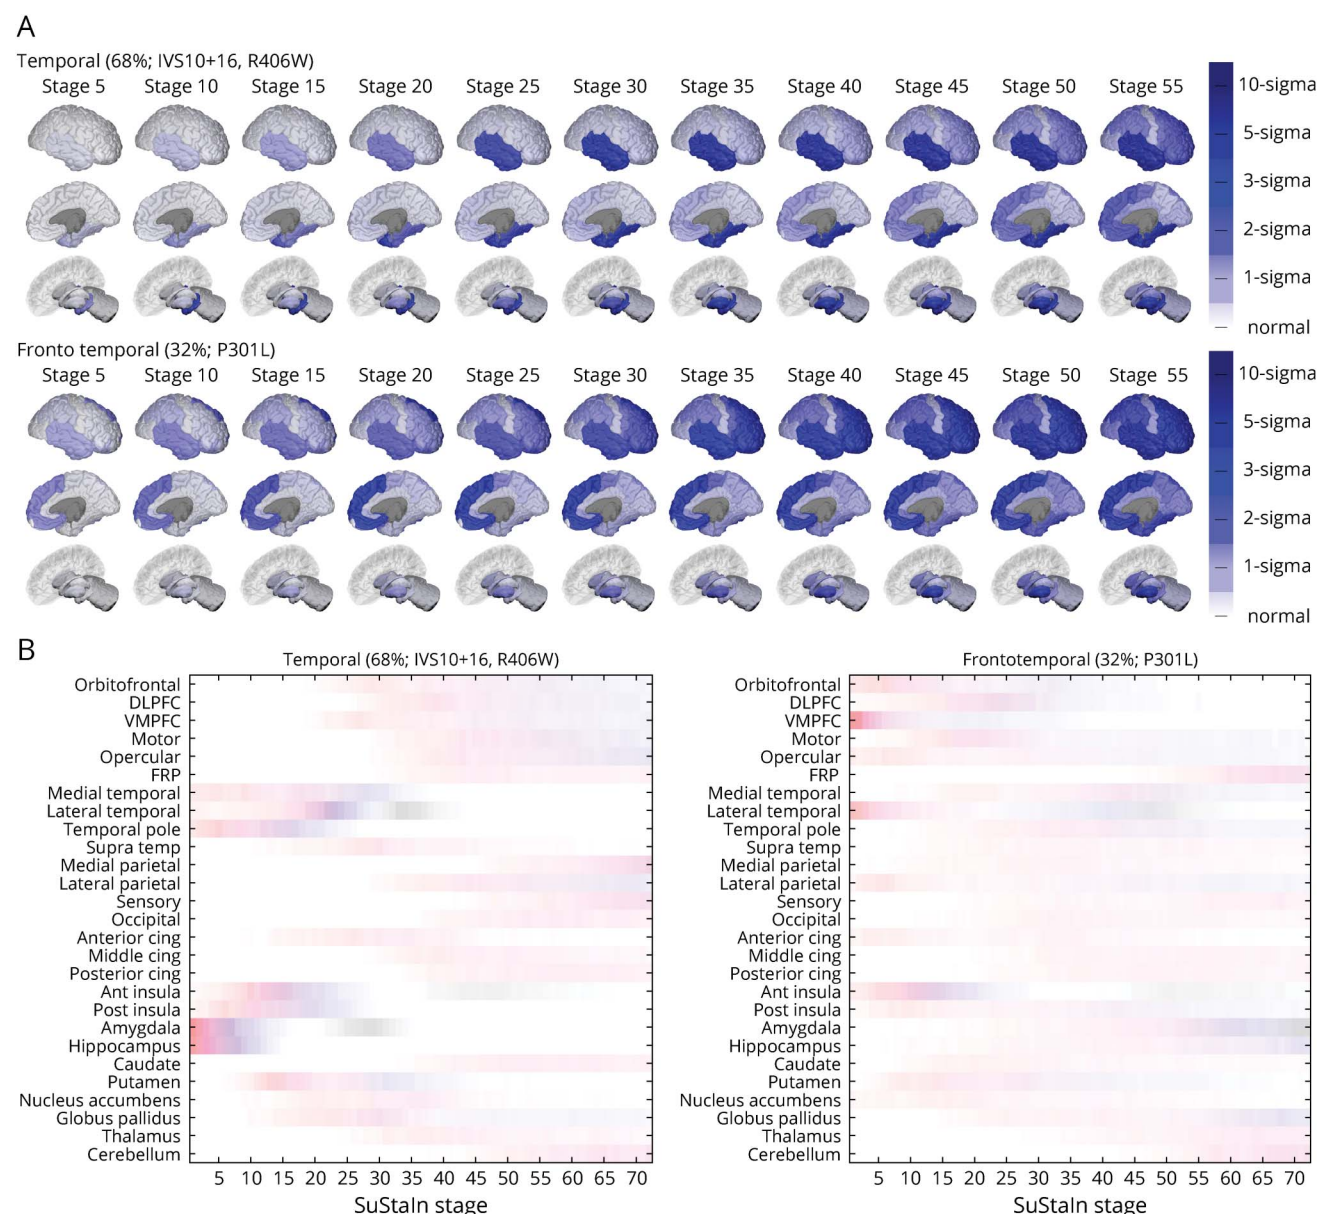 A
Temporal (68%; IVS10+16, R406W)
Stage 5 Stage 10 Stage 15 Stage 20 Stage 25 Stage 30 Stage 35 Stage 40 Stage 45 Stage 50 Stage 55
10-sigma
5-sigma
3-sigma
2-sigma
1-sigma
normal
Fronto temporal (32%; P301L)
Stage 5 Stage 10 Stage 15 Stage 20 Stage 25 Stage 30 Stage 35 Stage 40 Stage 45 Stage 50 Stage 55
10-sigma
5-sigma
3-sigma
2-sigma
1-sigma
normal
B
Temporal (68%; IVS10+16, R406W)
Orbitofrontal
DLPFC
VMPFC
Motor
Opercular
FRP
Medial temporal
Lateral temporal
Temporal pole
Supra temp
Medial parietal
Lateral parietal
Sensory
Occipital
Anterior cing
Middle cing
Posterior cing
Ant insula
Post insula
Amygdala
Hippocampus
Caudate
Putamen
Nucleus accumbens
Globus pallidus
Thalamus
Cerebellum
5 10 15 20 25 30 35 40 45 50 55 60 65 70
SuStaIn stage
Frontotemporal (32%; P301L)
Orbitofrontal
DLPFC
VMPFC
Motor
Opercular
FRP
Medial temporal
Lateral temporal
Temporal pole
Supra temp
Medial parietal
Lateral parietal
Sensory
Occipital
Anterior cing
Middle cing
Posterior cing
Ant insula
Post insula
Amygdala
Hippocampus
Caudate
Putamen
Nucleus accumbens
Globus pallidus
Thalamus
Cerebellum
5 10 15 20 25 30 35 40 45 50 55 60 65 70
SuStaIn stage